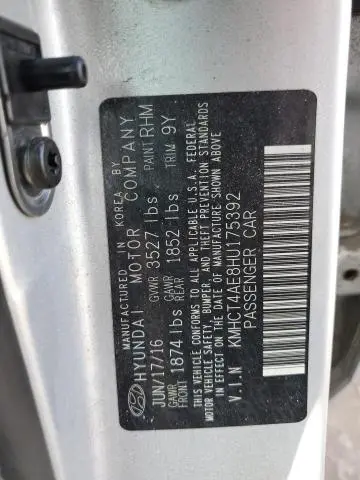 MANUFACTURED IN KOREA BY
HYUNDAI MOTOR COMPANY
JUN/17/16 GVWR 3527 lbs PAINT RHM
GAWR FRONT 1874 lbs GAWR REAR 1852 lbs TRIM 9Y
THIS VEHICLE CONFORMS TO ALL APPLICABLE U.S.A. FEDERAL
MOTOR VEHICLE SAFETY, BUMPER, AND THEFT PREVENTION STANDARDS
IN EFFECT ON THE DATE OF MANUFACTURE SHOWN ABOVE.
V.I.N KMHCT4AE8HU175392
PASSENGER CAR